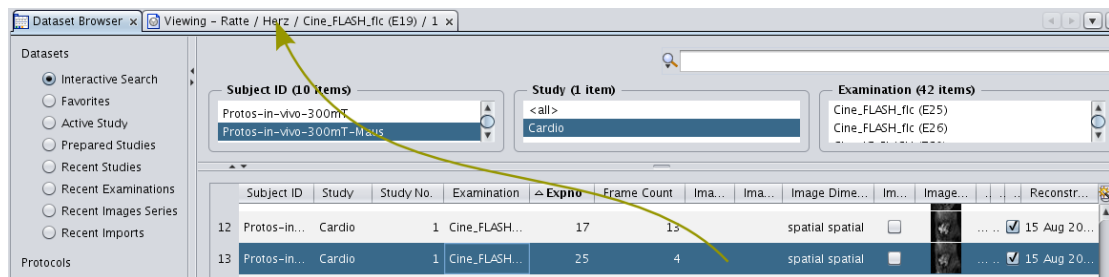 Dataset Browser x Viewing - Ratte / Herz / Cine_FLASH_flc (E19) / 1 x
Datasets
Interactive Search
Favorites
Active Study
Prepared Studies
Recent Studies
Recent Examinations
Recent Images Series
Recent Imports
Protocols
Subject ID (10 items)
Protos-in-vivo-300mT
Protos-in-vivo-300mT-Maus
Study (1 item)
<all>
Cardio
Examination (42 items)
Cine_FLASH_flc (E25)
Cine_FLASH_flc (E26)
Subject ID Study Study No. Examination Expno Frame Count Ima... Ima... Image Dime... Im... Image... ... ... ... Reconstr...
12 Protos-in... Cardio 1 Cine_FLASH... 17 13 spatial spatial ... ... 15 Aug 20...
13 Protos-in... Cardio 1 Cine_FLASH... 25 4 spatial spatial ... ... 15 Aug 20...